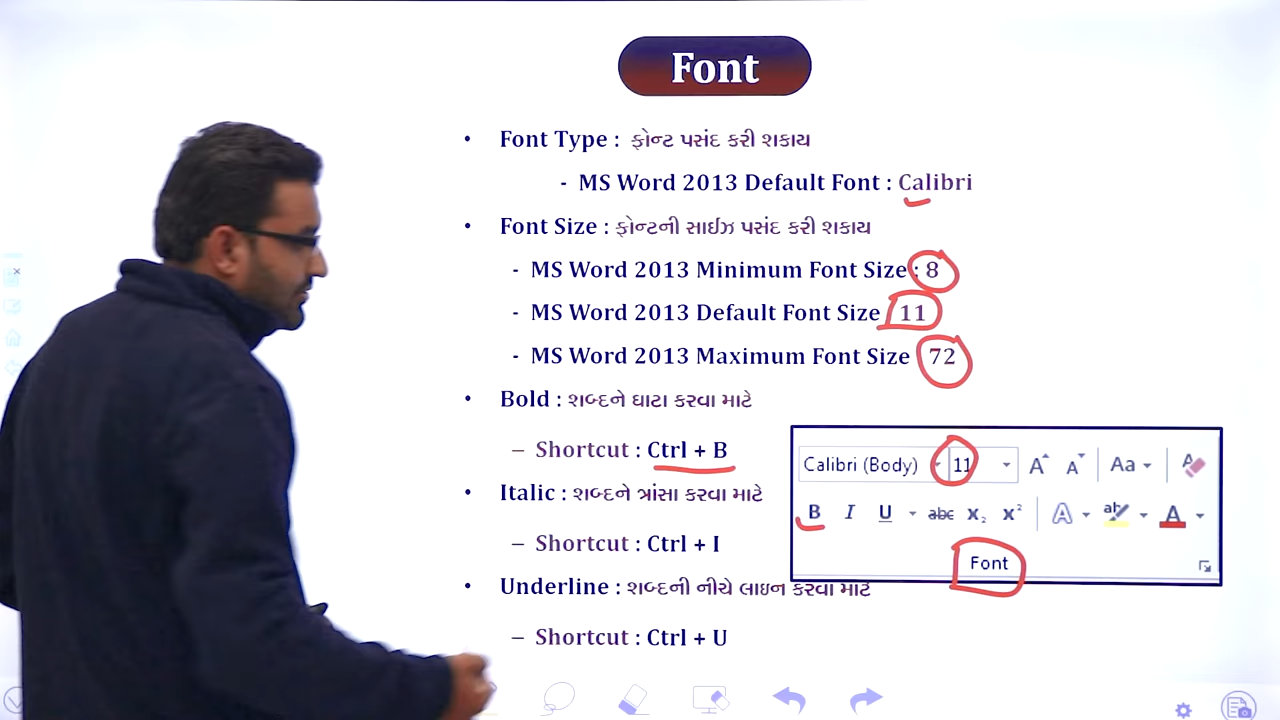 Font
• Font Type : ફોન્ટ પસંદ કરી શકાય
- MS Word 2013 Default Font : Calibri
• Font Size : ફોન્ટની સાઈઝ પસંદ કરી શકાય
- MS Word 2013 Minimum Font Size : 8
- MS Word 2013 Default Font Size 11
- MS Word 2013 Maximum Font Size 72
• Bold : શબ્દને ઘાટા કરવા માટે
– Shortcut : Ctrl + B
• Italic : શબ્દને ત્રાંસા કરવા માટે
– Shortcut : Ctrl + I
• Underline : શબ્દની નીચે લાઇન કરવા માટે
– Shortcut : Ctrl + U
Calibri (Body) 11 A A Aa A
B I U abc X₂ X² A ab A
Font